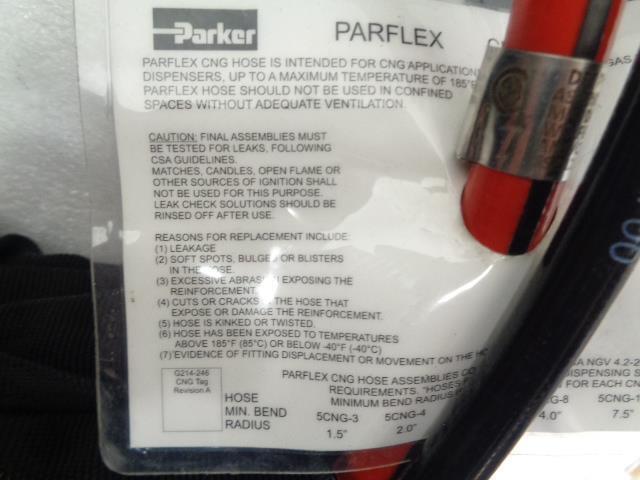 Parker PARFLEX
PARFLEX CNG HOSE IS INTENDED FOR CNG
DISPENSERS, UP TO A MAXIMUM TEMPERATURE OF 185°F
PARFLEX HOSE SHOULD NOT BE USED IN CONFINED
SPACES WITHOUT ADEQUATE VENTILATION.
CAUTION: FINAL ASSEMBLIES MUST
BE TESTED FOR LEAKS, FOLLOWING
CSA GUIDELINES.
MATCHES, CANDLES, OPEN FLAME OR
OTHER SOURCES OF IGNITION SHALL
NOT BE USED FOR THIS PURPOSE.
LEAK CHECK SOLUTIONS SHOULD BE
RINSED OFF AFTER USE.
REASONS FOR REPLACEMENT INCLUDE:
(1) LEAKAGE
(2) SOFT SPOTS, BULGES OR BLISTERS
IN THE HOSE.
(3) EXCESSIVE ABRASION EXPOSING THE
REINFORCEMENT.
(4) CUTS OR CRACKS IN THE HOSE THAT
EXPOSE OR DAMAGE THE REINFORCEMENT.
(5) HOSE IS KINKED OR TWISTED.
(6) HOSE HAS BEEN EXPOSED TO TEMPERATURES
ABOVE 185°F (85°C) OR BELOW -40°F (-40°C)
(7) EVIDENCE OF FITTING DISPLACEMENT OR MOVEMENT ON THE
G214-246
CNG Tag
Revision A
PARFLEX CNG HOSE ASSEMBLIES
NGV 4.2-
REQUIREMENTS.
DISPENSING
MINIMUM BEND RADIUS
FOR EACH
HOSE 5CNG-3 5CNG-4
MIN. BEND
RADIUS 1.5" 2.0" 4.0" 7.5"
00